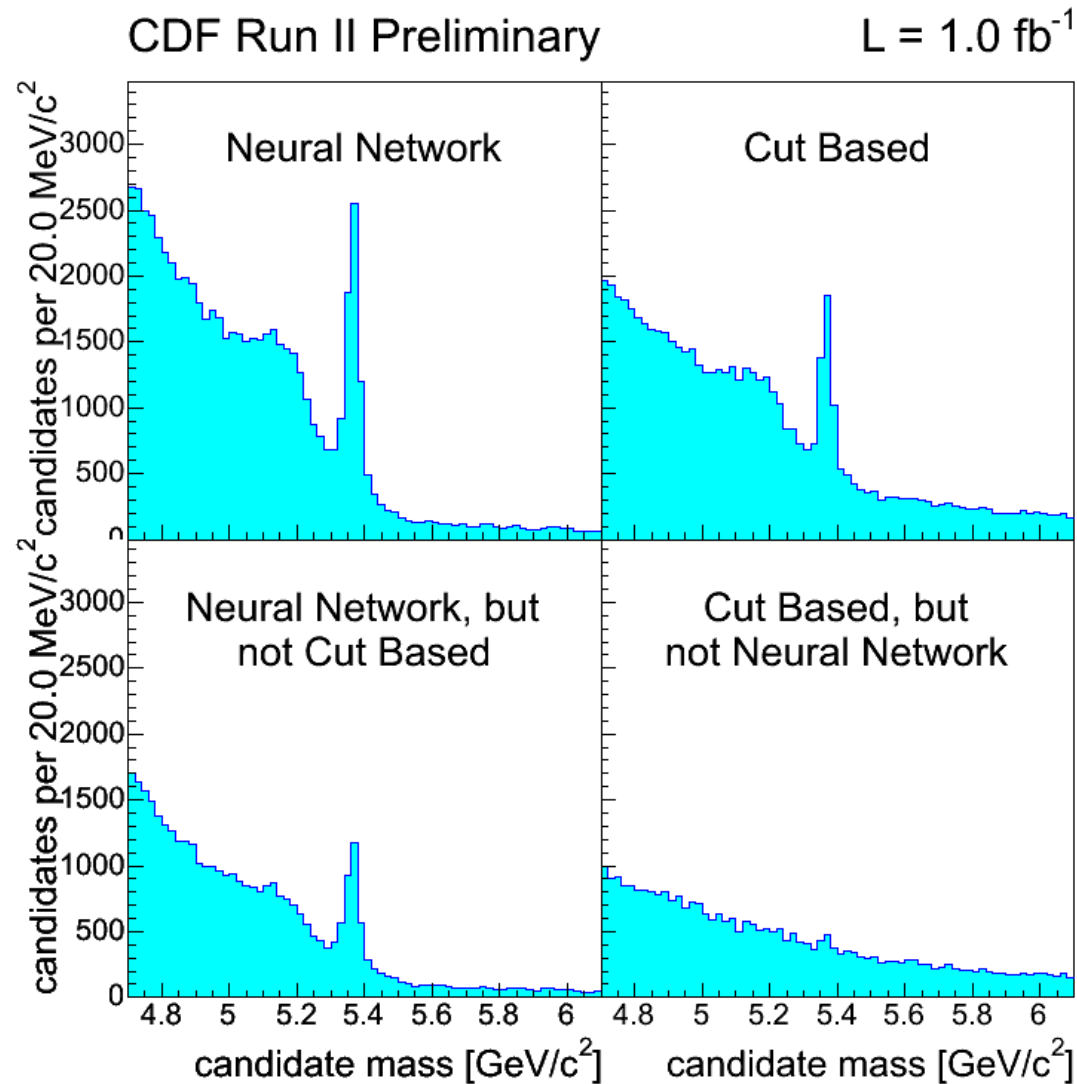 CDF Run II Preliminary L = 1.0 fb⁻¹
candidates per 20.0 MeV/c²
3000
2500
2000
1500
1000
500
0
Neural Network
Cut Based
candidates per 20.0 MeV/c²
3000
2500
2000
1500
1000
500
0
Neural Network, but
not Cut Based
Cut Based, but
not Neural Network
4.8 5 5.2 5.4 5.6 5.8 6 4.8 5 5.2 5.4 5.6 5.8 6
candidate mass [GeV/c²] candidate mass [GeV/c²]